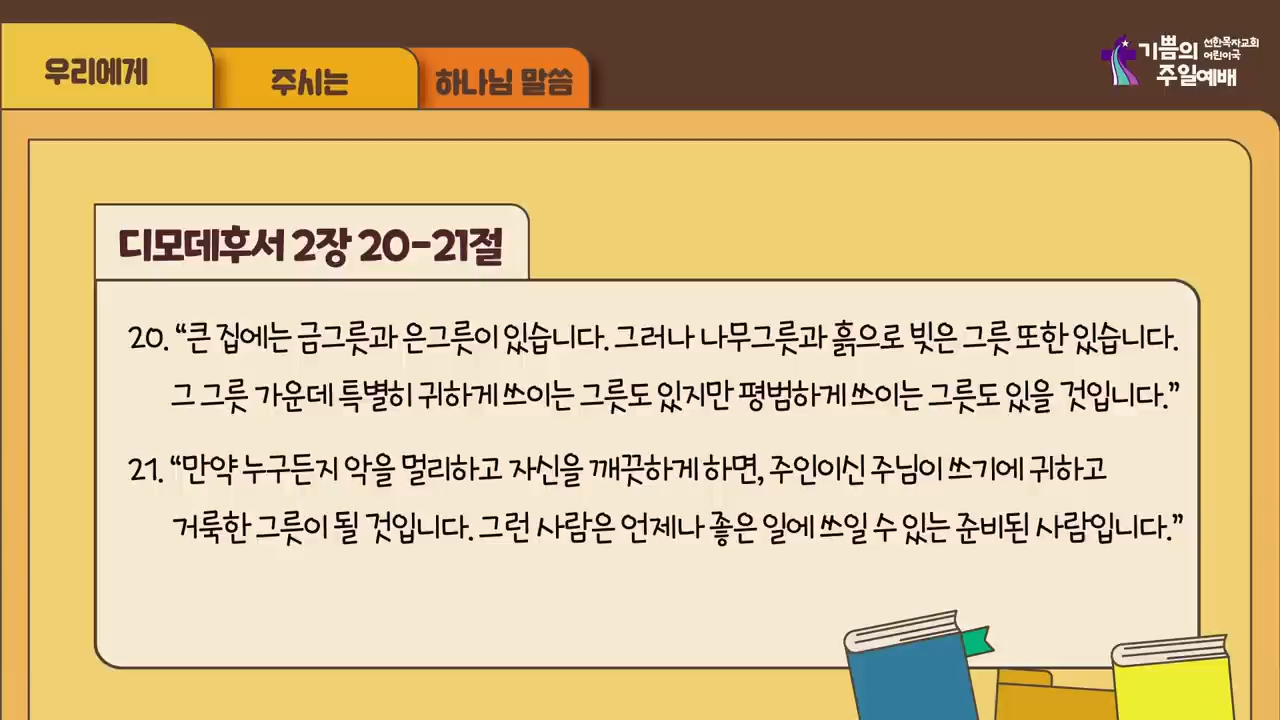 우리에게
주시는
하나님 말씀
기쁨의
선한목자교회
어린이국
주일예배
디모데후서 2장 20-21절
20. “큰 집에는 금그릇과 은그릇이 있습니다. 그러나 나무그릇과 흙으로 빚은 그릇 또한 있습니다.
그 그릇 가운데 특별히 귀하게 쓰이는 그릇도 있지만 평범하게 쓰이는 그릇도 있을 것입니다.”
21. “만약 누구든지 악을 멀리하고 자신을 깨끗하게 하면, 주인이신 주님이 쓰기에 귀하고
거룩한 그릇이 될 것입니다. 그런 사람은 언제나 좋은 일에 쓰일 수 있는 준비된 사람입니다.”